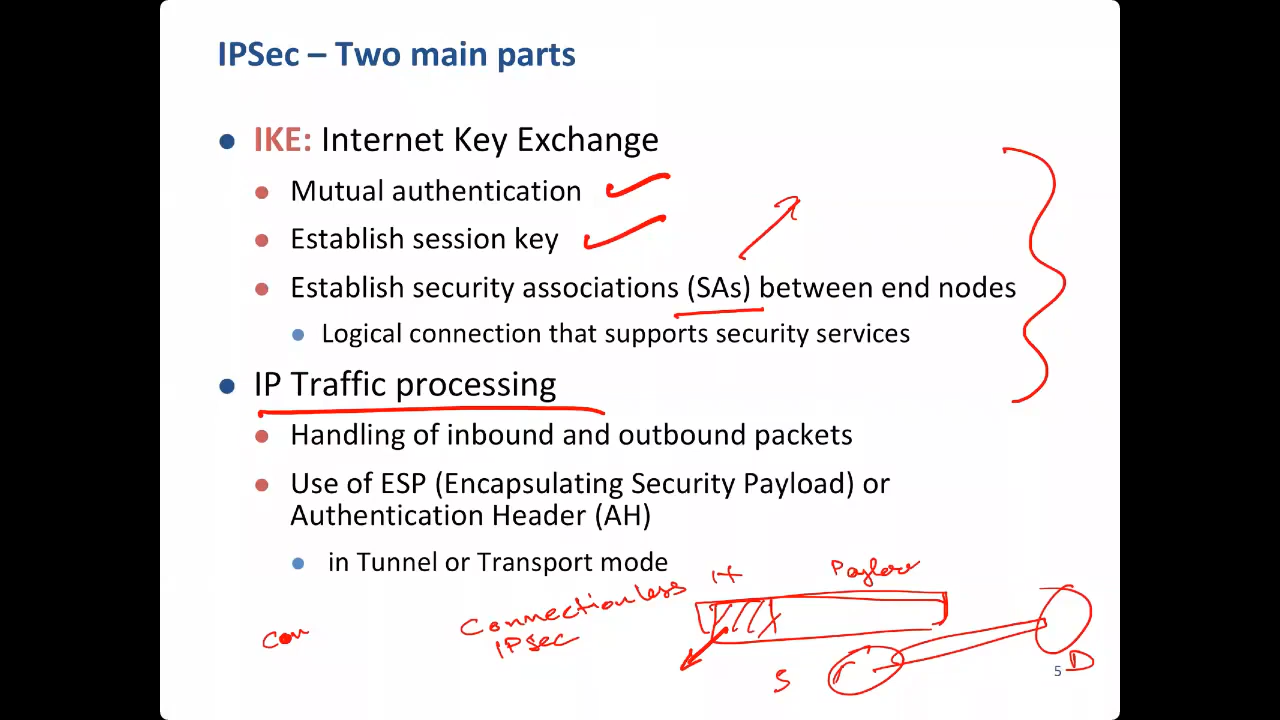 IPSec – Two main parts
● IKE: Internet Key Exchange
● Mutual authentication
● Establish session key
● Establish security associations (SAs) between end nodes
● Logical connection that supports security services
● IP Traffic processing
● Handling of inbound and outbound packets
● Use of ESP (Encapsulating Security Payload) or
Authentication Header (AH)
● in Tunnel or Transport mode
H
Connectionless
IPsec
Con
S
D
5